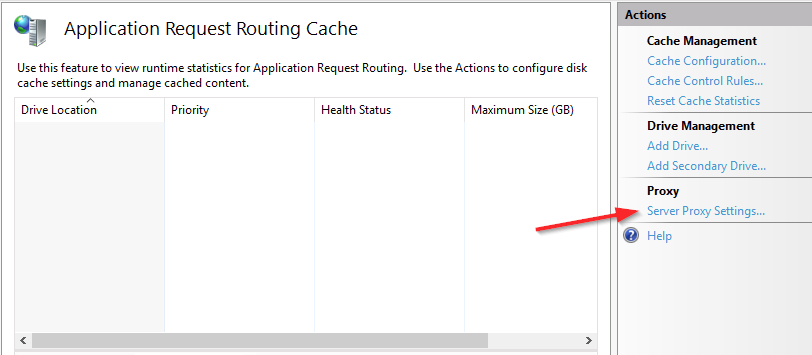 Application Request Routing Cache
Use this feature to view runtime statistics for Application Request Routing.  Use the Actions to configure disk
cache settings and manage cached content.
Drive Location
Priority
Health Status
Maximum Size (GB)
Actions
Cache Management
Cache Configuration...
Cache Control Rules...
Reset Cache Statistics
Drive Management
Add Drive...
Add Secondary Drive...
Proxy
Server Proxy Settings...
Help